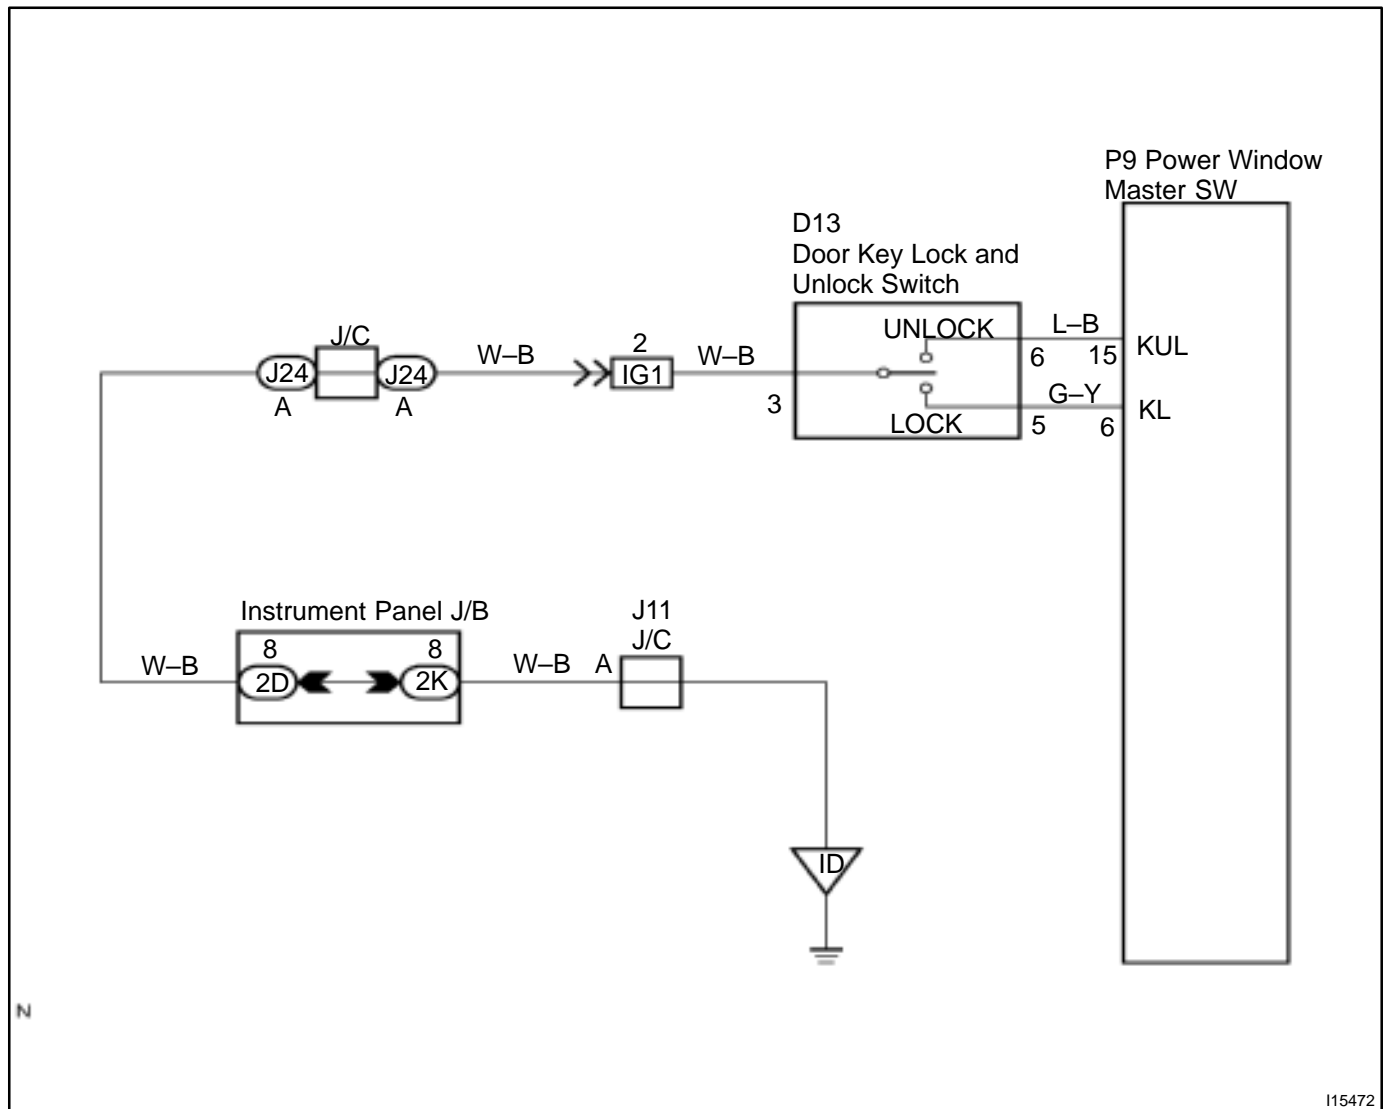 P9 Power Window
Master SW
D13
Door Key Lock and
Unlock Switch
J/C
J24
J24
A
A
W–B
2
IG1
W–B
3
UNLOCK
LOCK
L–B
6
15
KUL
G–Y
5
6
KL
Instrument Panel J/B
8
8
2D
2K
W–B
W–B
J11
J/C
A
ID
N
I15472